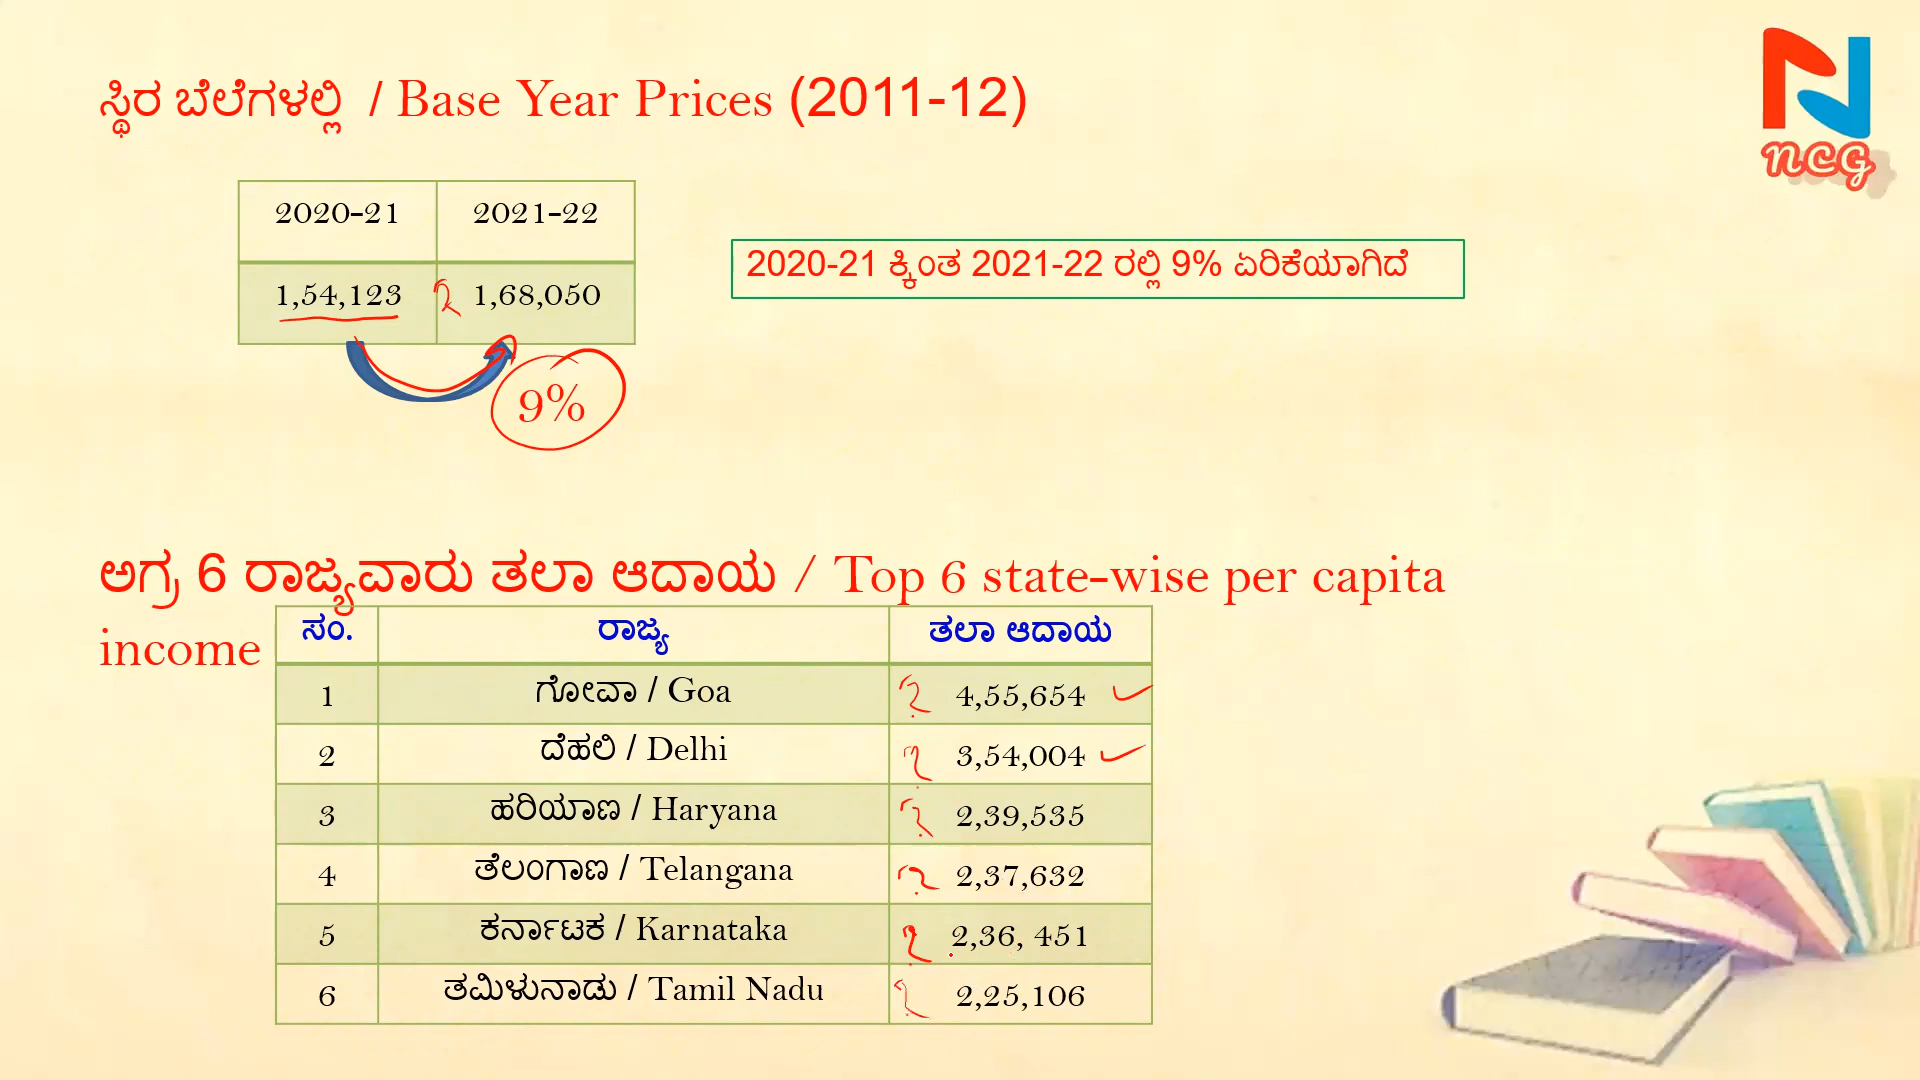 ಸ್ಥಿರ ಬೆಲೆಗಳಲ್ಲಿ / Base Year Prices (2011-12)
ncg
2020-21 2021-22
1,54,123 ₹ 1,68,050
2020-21 ಕ್ಕಿಂತ 2021-22 ರಲ್ಲಿ 9% ಏರಿಕೆಯಾಗಿದೆ
9%
ಅಗ್ರ 6 ರಾಜ್ಯವಾರು ತಲಾ ಆದಾಯ / Top 6 state-wise per capita
income
ಸಂ. ರಾಜ್ಯ ತಲಾ ಆದಾಯ
1 ಗೋವಾ / Goa ₹ 4,55,654
2 ದೆಹಲಿ / Delhi ₹ 3,54,004
3 ಹರಿಯಾಣ / Haryana ₹ 2,39,535
4 ತೆಲಂಗಾಣ / Telangana ₹ 2,37,632
5 ಕರ್ನಾಟಕ / Karnataka ₹ 2,36, 451
6 ತಮಿಳುನಾಡು / Tamil Nadu ₹ 2,25,106